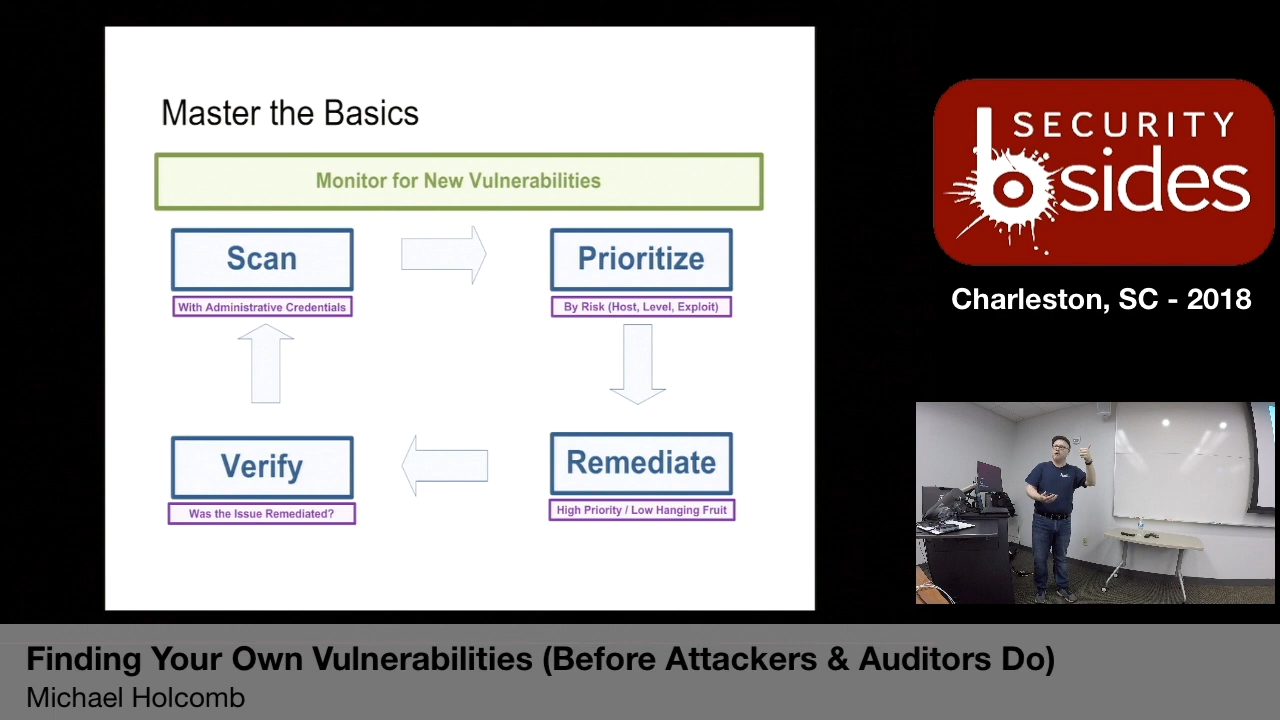 Master the Basics
Monitor for New Vulnerabilities
Scan
With Administrative Credentials
Prioritize
By Risk (Host, Level, Exploit)
Verify
Was the Issue Remediated?
Remediate
High Priority / Low Hanging Fruit
SECURITY
bsides
Charleston, SC - 2018
Finding Your Own Vulnerabilities (Before Attackers & Auditors Do)
Michael Holcomb